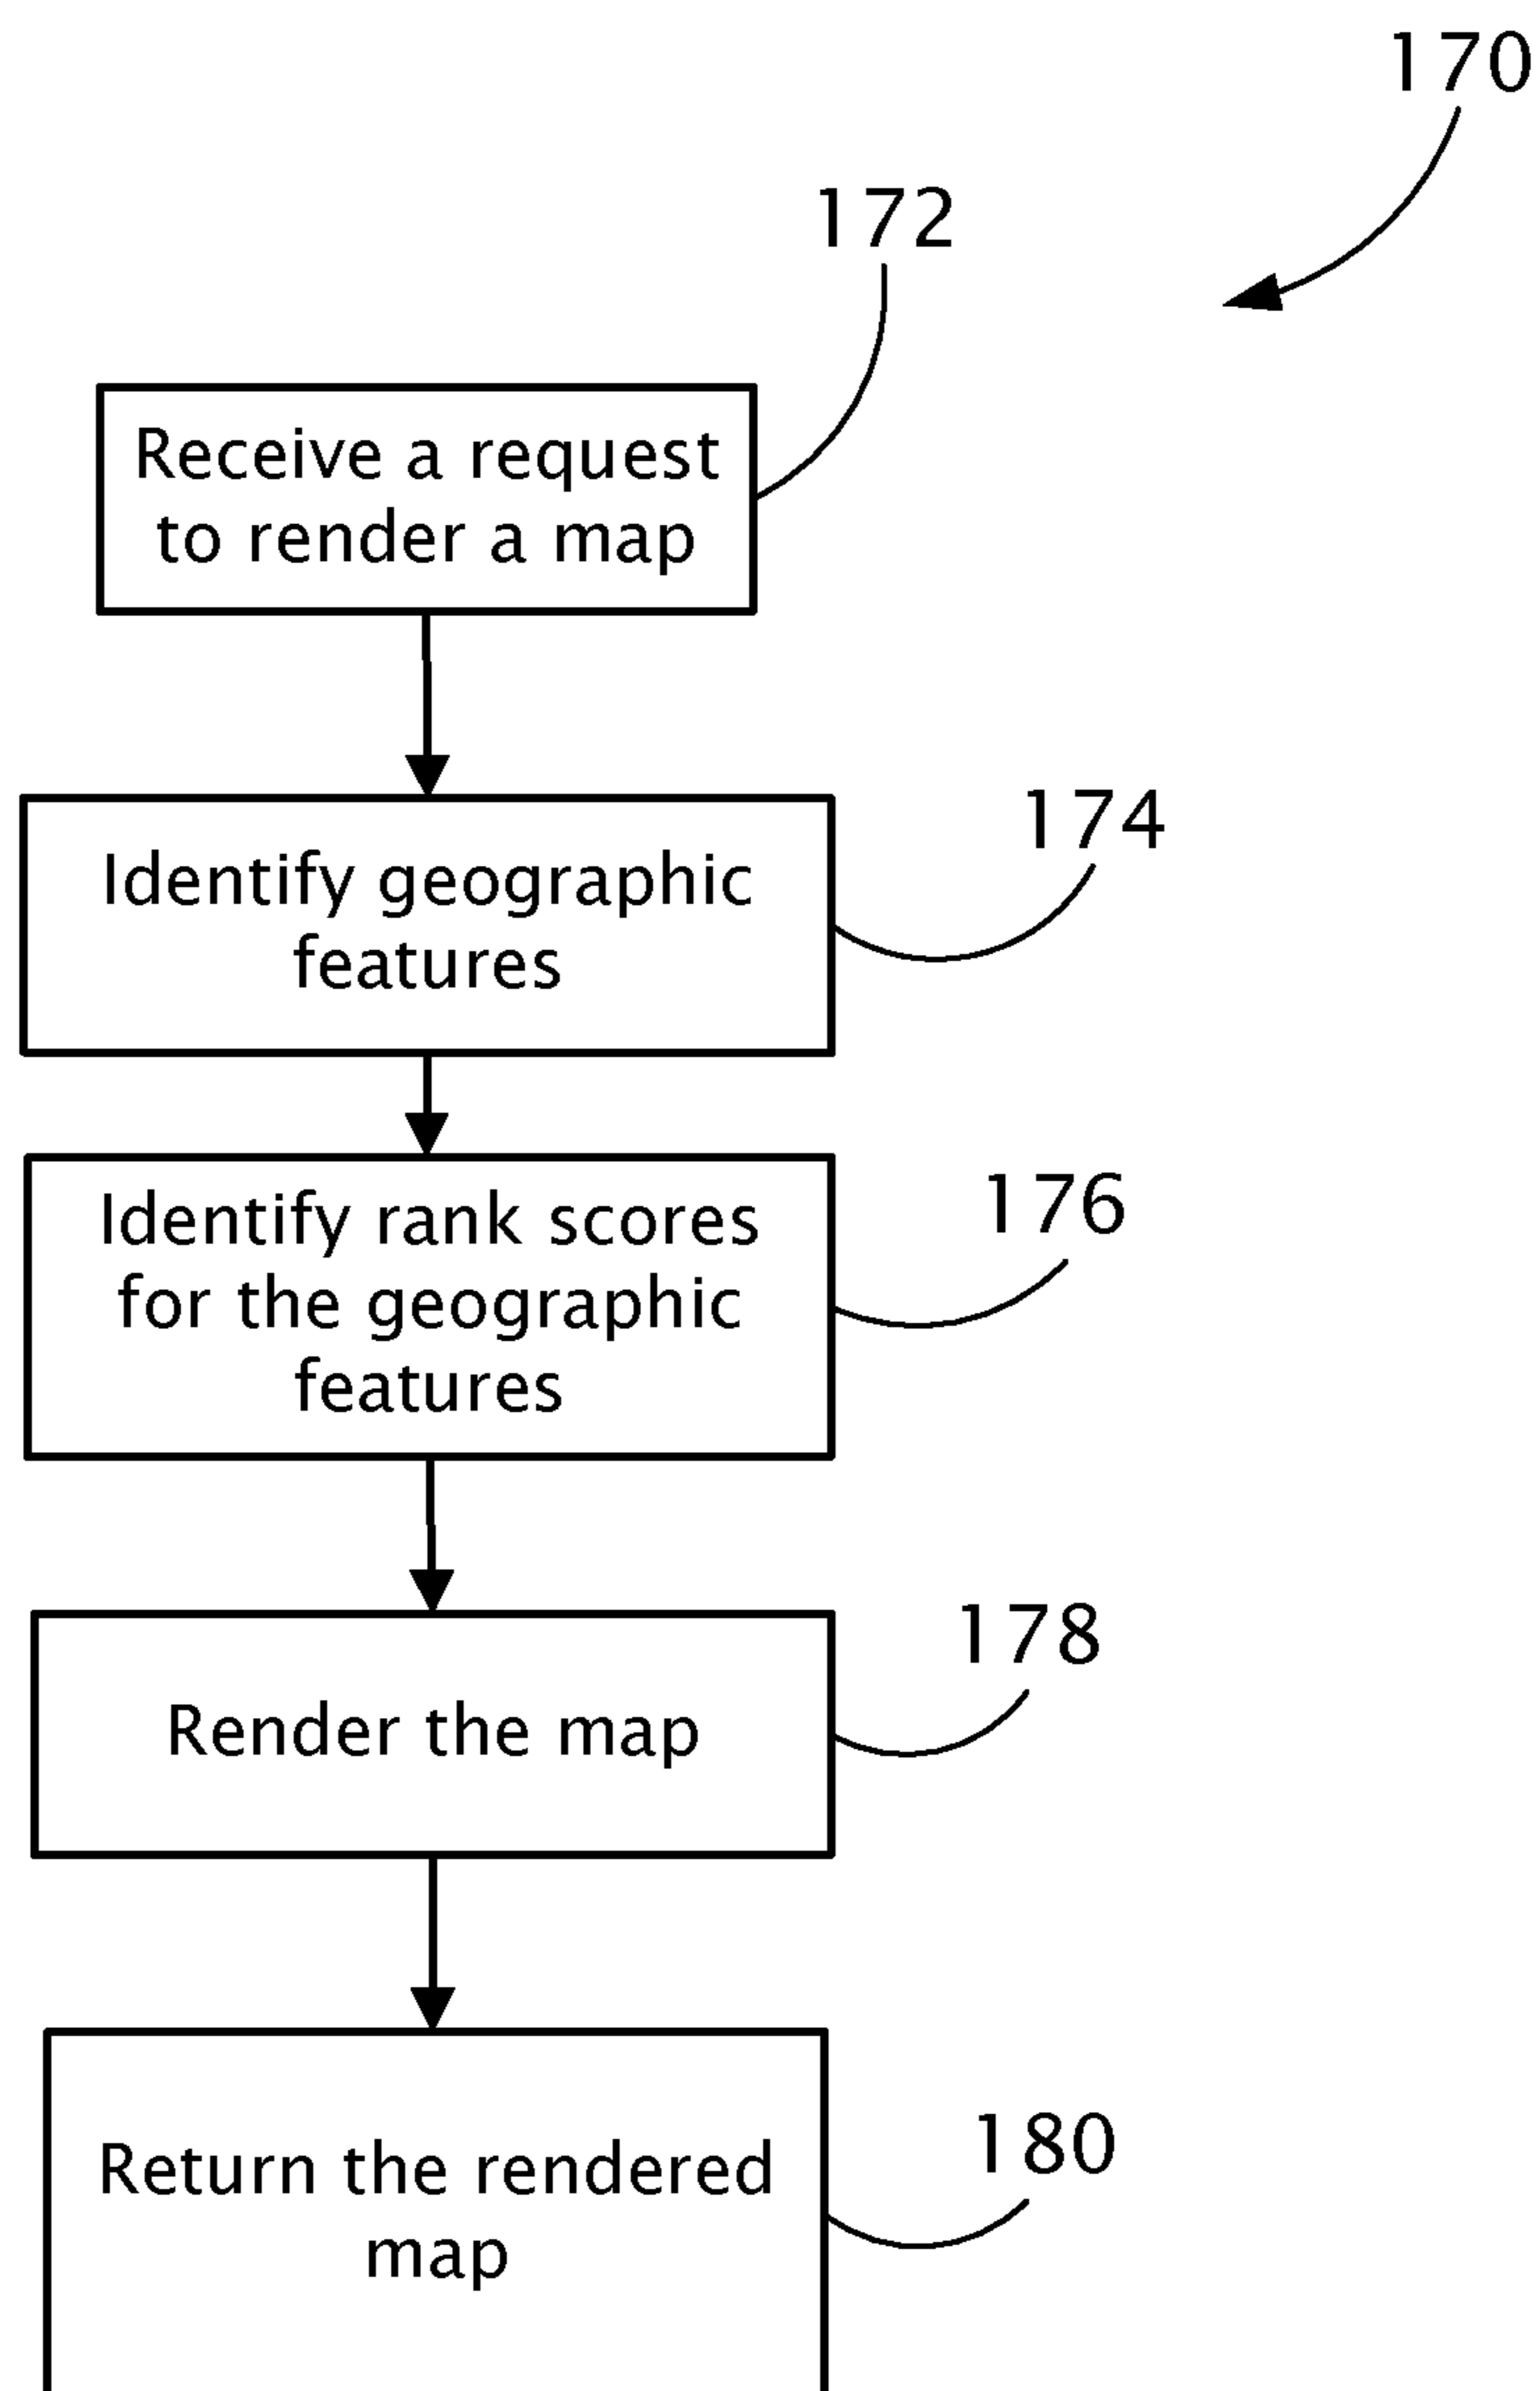 170
172
Receive a request
to render a map
174
Identify geographic
features
176
Identify rank scores
for the geographic
features
178
Render the map
180
Return the rendered
map